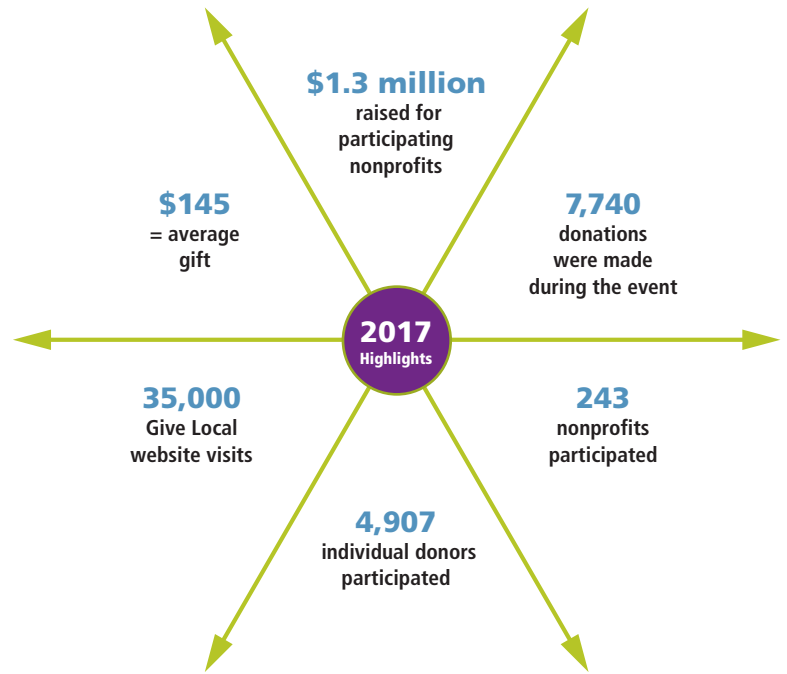 $1.3 million
raised for
participating
nonprofits
$145
= average
gift
7,740
donations
were made
during the event
2017
Highlights
35,000
Give Local
website visits
243
nonprofits
participated
4,907
individual donors
participated